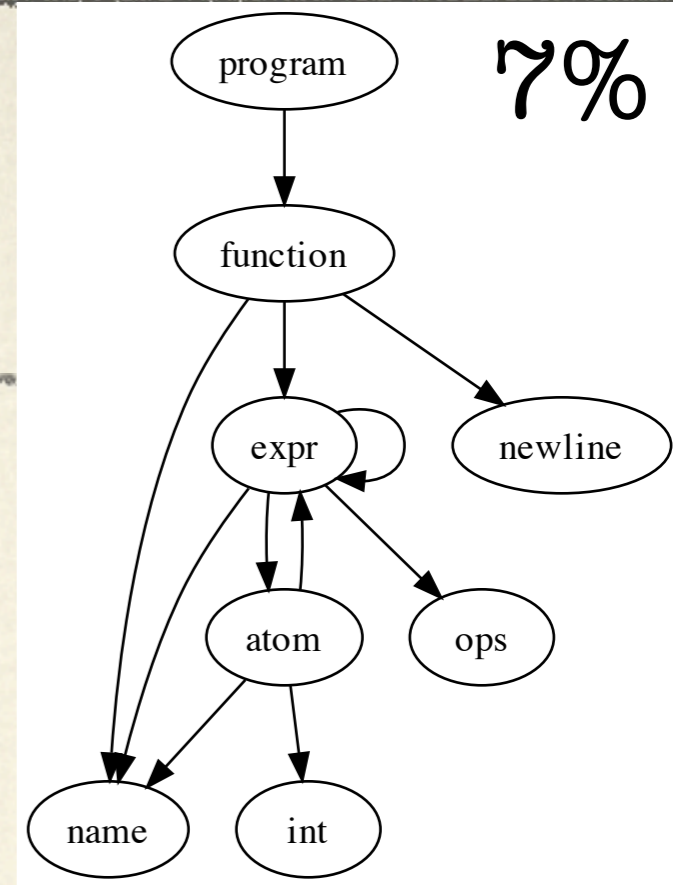 program
7%
function
expr
newline
atom
ops
name
int